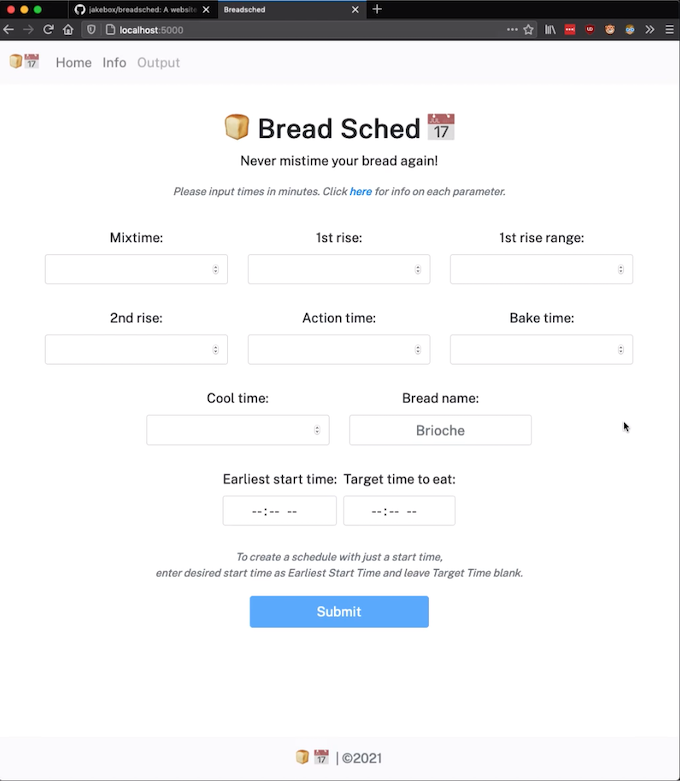 jakebox/breadsched: A website
Breadsched
localhost:5000
17
Home
Info
Output
Bread Sched
17
Never mistime your bread again!
Please input times in minutes. Click here for info on each parameter.
Mixtime:
1st rise:
1st rise range:
2nd rise:
Action time:
Bake time:
Cool time:
Bread name:
Brioche
Earliest start time:
Target time to eat:
--:-- --
--:-- --
To create a schedule with just a start time,
enter desired start time as Earliest Start Time and leave Target Time blank.
Submit
17 | ©2021